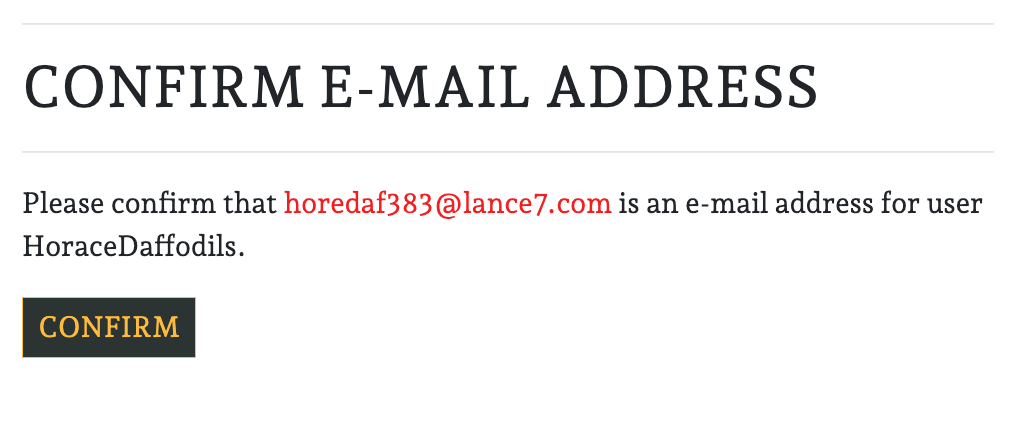 CONFIRM E-MAIL ADDRESS
Please confirm that horedaf383@lance7.com is an e-mail address for user
HoraceDaffodils.
CONFIRM